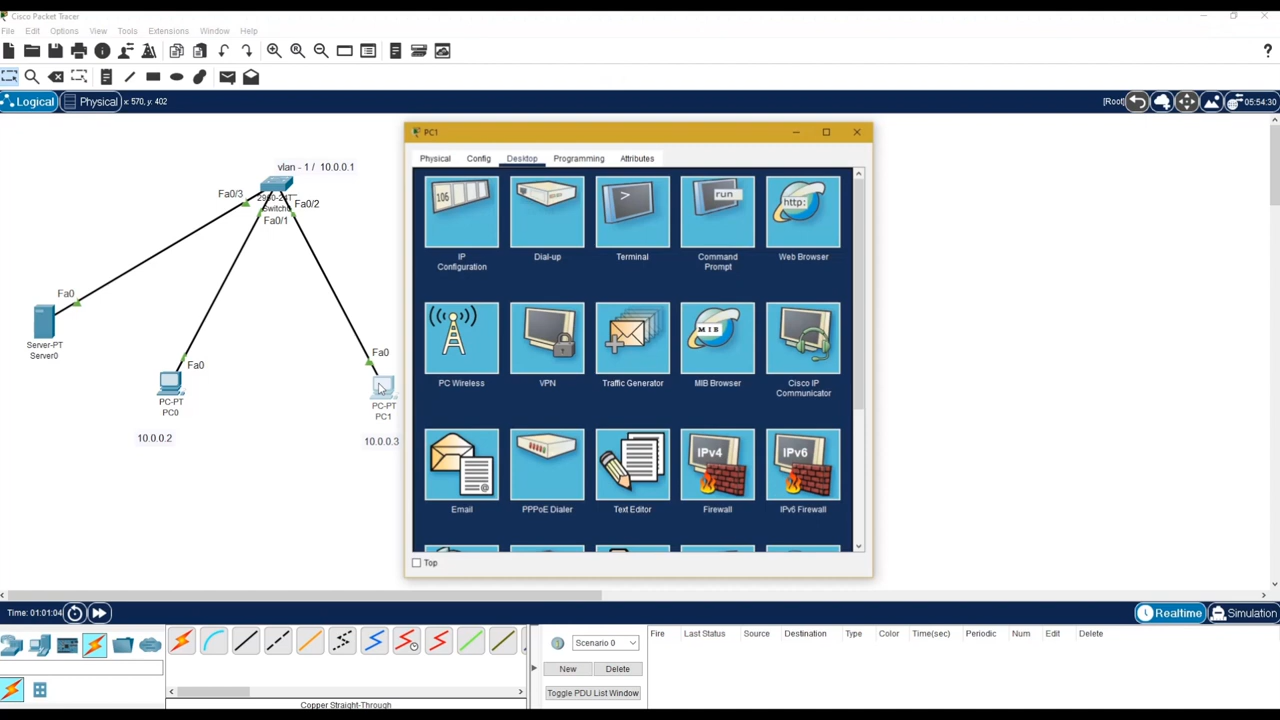 Cisco Packet Tracer
File Edit Options View Tools Extensions Window Help
?
Logical Physical x: 570, y: 402 [Root] 05:54:30
vlan - 1 / 10.0.0.1
Fa0/3
Fa0/2
Fa0/1
Fa0
Server-PT
Server0
Fa0
PC-PT
PC0
10.0.0.2
Fa0
PC-PT
PC1
10.0.0.3
PC1
Physical Config Desktop Programming Attributes
106
>
run
http:
IP
Configuration
Dial-up
Terminal
Command
Prompt
Web Browser
MIB
PC Wireless
VPN
Traffic Generator
MIB Browser
Cisco IP
Communicator
@
IPv4
IPv6
Email
PPPoE Dialer
Text Editor
Firewall
IPv6 Firewall
Top
Time: 01:01:04 Realtime Simulation
Scenario 0
New Delete
Toggle PDU List Window
Fire Last Status Source Destination Type Color Time(sec) Periodic Num Edit Delete
Copper Straight-Through